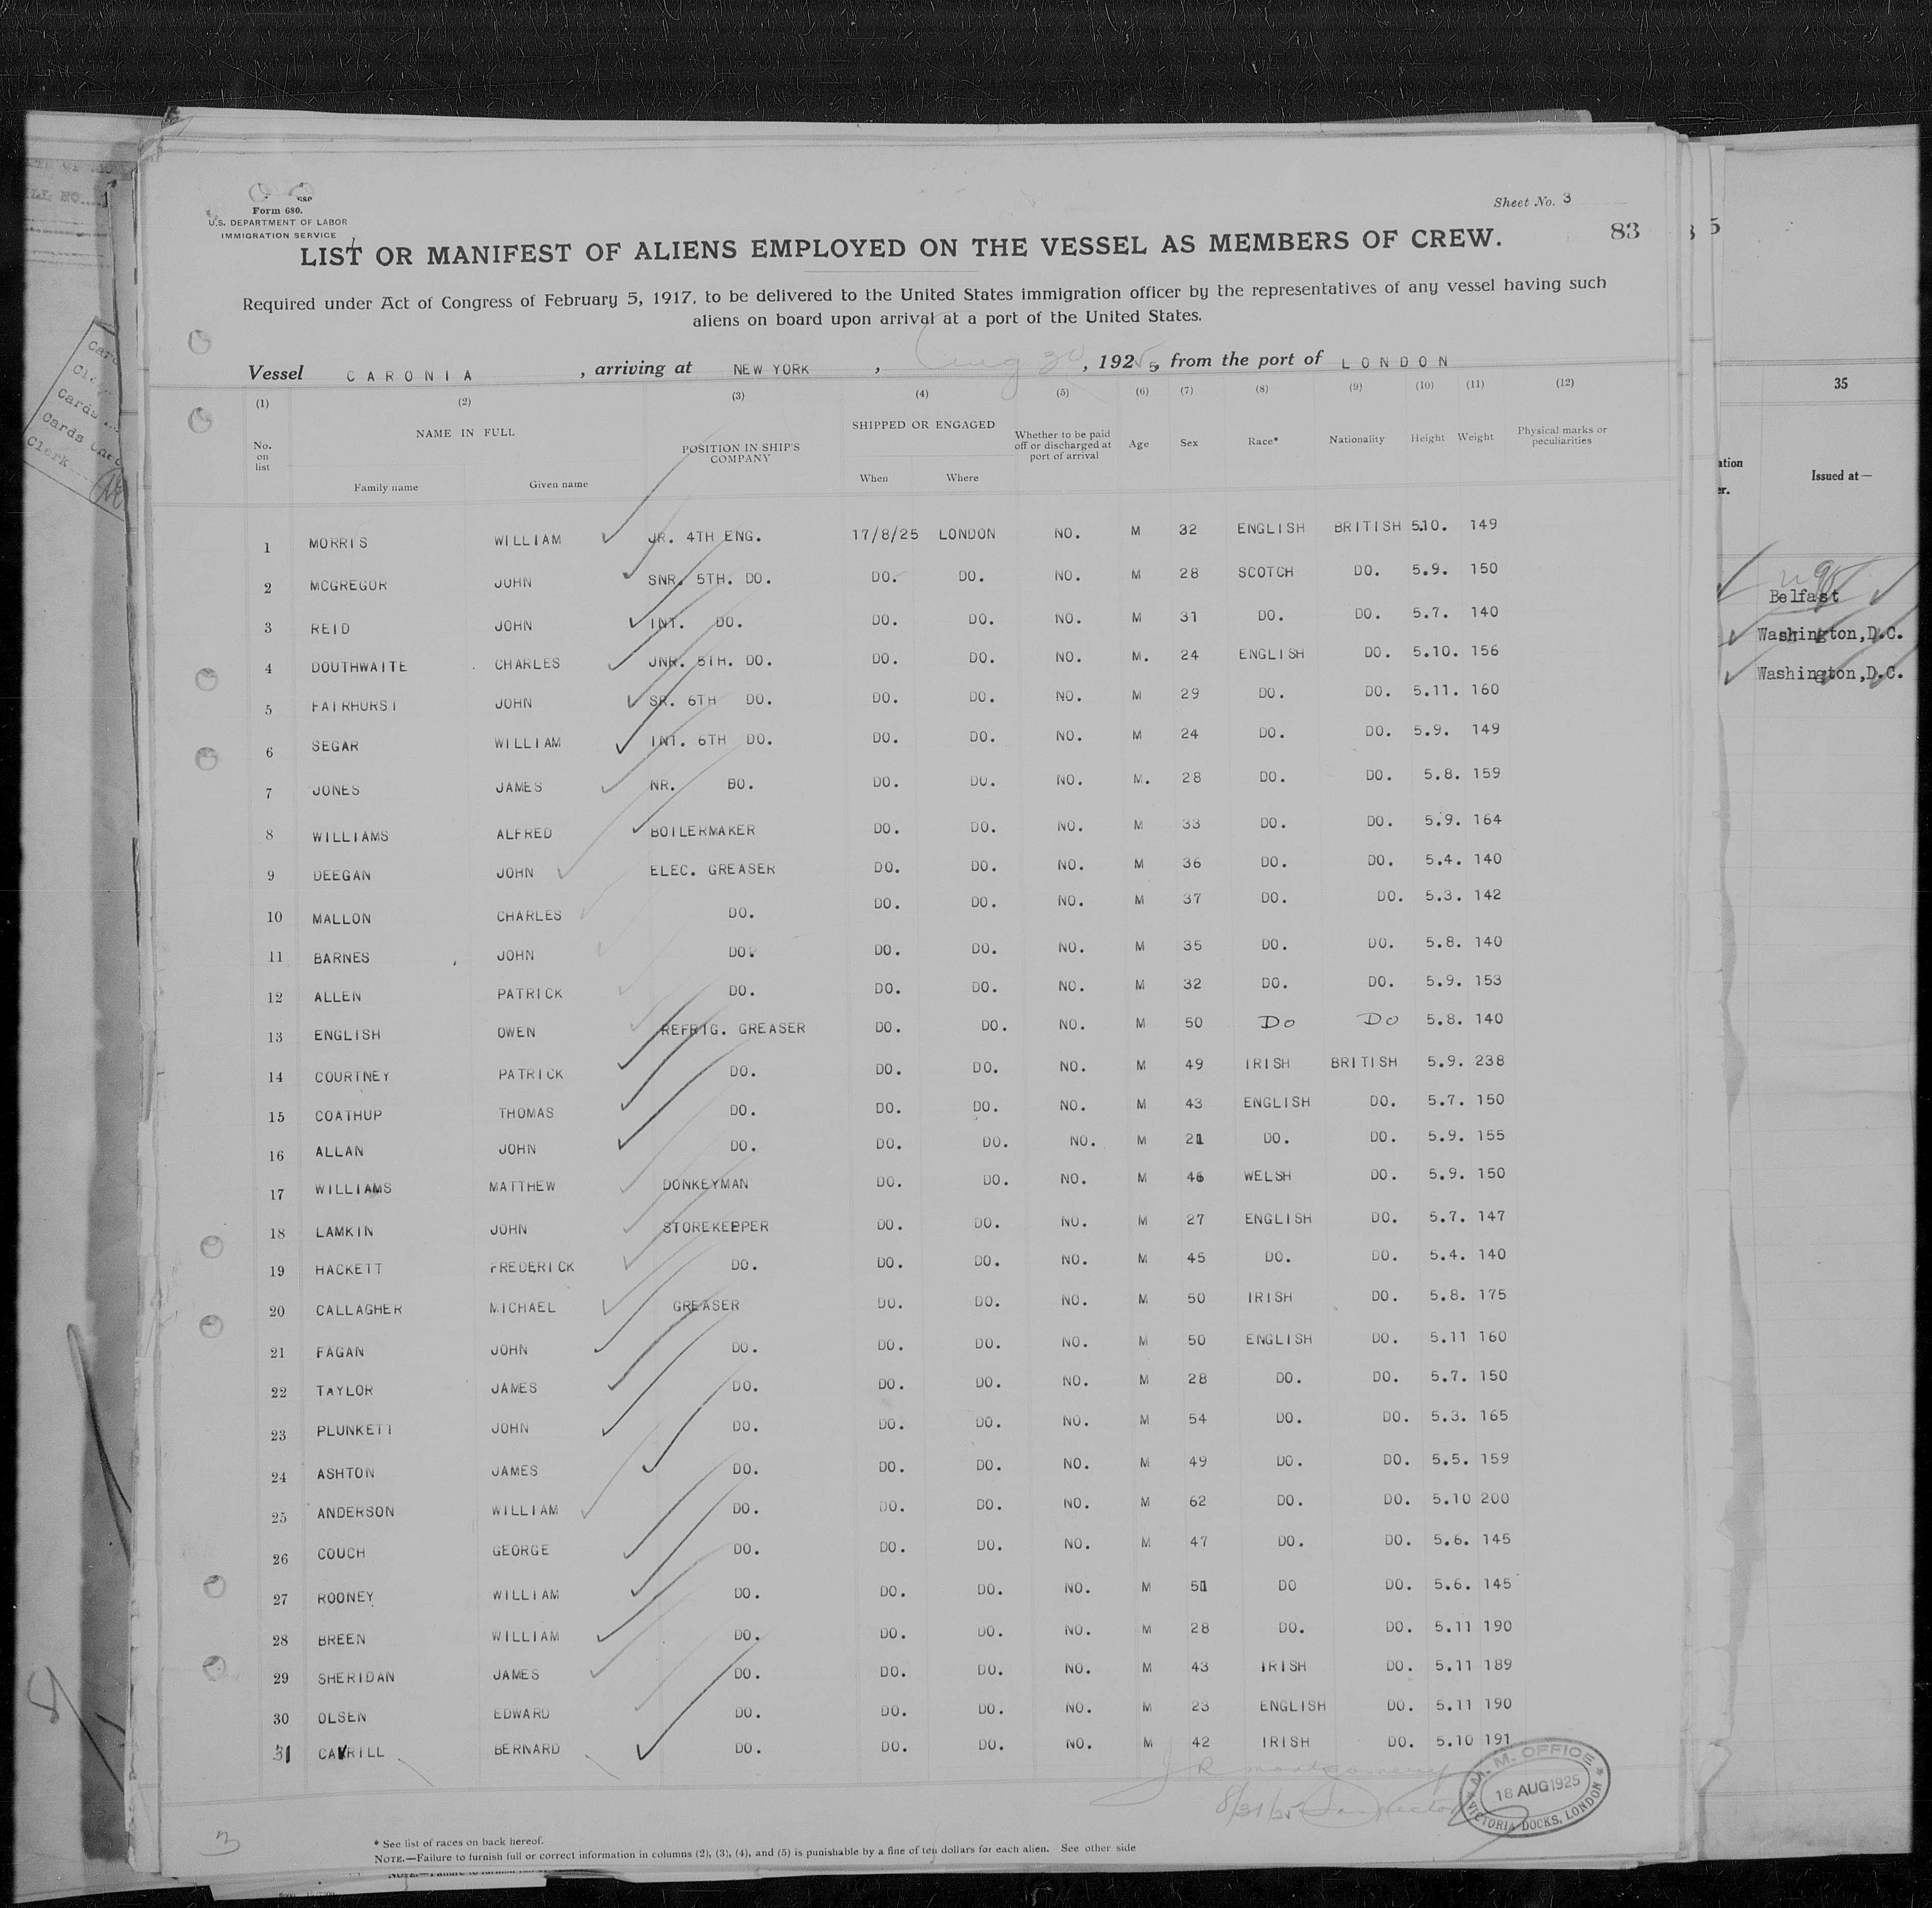 Form 680.
U.S. DEPARTMENT OF LABOR
IMMIGRATION SERVICE
Sheet No. 3
83
LIST OR MANIFEST OF ALIENS EMPLOYED ON THE VESSEL AS MEMBERS OF CREW.
Required under Act of Congress of February 5, 1917, to be delivered to the United States immigration officer by the representatives of any vessel having such
aliens on board upon arrival at a port of the United States.
Vessel CARONIA , arriving at NEW YORK , Aug 30 , 1925, from the port of LONDON
(1) (2) (3) (4) (5) (6) (7) (8) (9) (10) (11) (12)
No. on list NAME IN FULL POSITION IN SHIP'S COMPANY SHIPPED OR ENGAGED Whether to be paid off or discharged at port of arrival Age Sex Race* Nationality Height Weight Physical marks or peculiarities
Family name Given name When Where
1 MORRIS WILLIAM JR. 4TH ENG. 17/8/25 LONDON NO. M 32 ENGLISH BRITISH 5.10. 149
2 MCGREGOR JOHN SNR. 5TH. DO. DO. DO. NO. M 28 SCOTCH DO. 5.9. 150
3 REID JOHN INT. DO. DO. DO. NO. M 31 DO. DO. 5.7. 140
4 DOUTHWAITE CHARLES JNR. 5TH. DO. DO. DO. NO. M. 24 ENGLISH DO. 5.10. 156
5 FAIRHURST JOHN SR. 6TH DO. DO. DO. NO. M 29 DO. DO. 5.11. 160
6 SEGAR WILLIAM INT. 6TH DO. DO. DO. NO. M 24 DO. DO. 5.9. 149
7 JONES JAMES NR. BO. DO. DO. NO. M. 28 DO. DO. 5.8. 159
8 WILLIAMS ALFRED BOILERMAKER DO. DO. NO. M 33 DO. DO. 5.9. 164
9 DEEGAN JOHN ELEC. GREASER DO. DO. NO. M 36 DO. DO. 5.4. 140
10 MALLON CHARLES DO. DO. DO. NO. M 37 DO. DO. 5.3. 142
11 BARNES JOHN DO. DO. DO. NO. M 35 DO. DO. 5.8. 140
12 ALLEN PATRICK DO. DO. DO. NO. M 32 DO. DO. 5.9. 153
13 ENGLISH OWEN REFRIG. GREASER DO. DO. NO. M 50 Do Do 5.8. 140
14 COURTNEY PATRICK DO. DO. DO. NO. M 49 IRISH BRITISH 5.9. 238
15 COATHUP THOMAS DO. DO. DO. NO. M 43 ENGLISH DO. 5.7. 150
16 ALLAN JOHN DO. DO. DO. NO. M 21 DO. DO. 5.9. 155
17 WILLIAMS MATTHEW DONKEYMAN DO. DO. NO. M 46 WELSH DO. 5.9. 150
18 LAMKIN JOHN STOREKEEPER DO. DO. NO. M 27 ENGLISH DO. 5.7. 147
19 HACKETT FREDERICK DO. DO. DO. NO. M 45 DO. DO. 5.4. 140
20 CALLAGHER MICHAEL GREASER DO. DO. NO. M 50 IRISH DO. 5.8. 175
21 FAGAN JOHN DO. DO. DO. NO. M 50 ENGLISH DO. 5.11 160
22 TAYLOR JAMES DO. DO. DO. NO. M 28 DO. DO. 5.7. 150
23 PLUNKETT JOHN DO. DO. DO. NO. M 54 DO. DO. 5.3. 165
24 ASHTON JAMES DO. DO. DO. NO. M 49 DO. DO. 5.5. 159
25 ANDERSON WILLIAM DO. DO. DO. NO. M 62 DO. DO. 5.10 200
26 COUCH GEORGE DO. DO. DO. NO. M 47 DO. DO. 5.6. 145
27 ROONEY WILLIAM DO. DO. DO. NO. M 51 DO DO. 5.6. 145
28 BREEN WILLIAM DO. DO. DO. NO. M 28 DO. DO. 5.11 190
29 SHERIDAN JAMES DO. DO. DO. NO. M 43 IRISH DO. 5.11 189
30 OLSEN EDWARD DO. DO. DO. NO. M 23 ENGLISH DO. 5.11 190
31 CARRILL BERNARD DO. DO. DO. NO. M 42 IRISH DO. 5.10 191
J R Montgomery
8/31/25 Inspector
M. M. OFFICE
18 AUG 1925
VICTORIA DOCKS, LONDON
3
* See list of races on back hereof.
NOTE.—Failure to furnish full or correct information in columns (2), (3), (4), and (5) is punishable by a fine of ten dollars for each alien. See other side
5
35
Issued at—
Belfast
Washington,D.C.
Washington,D.C.
Clerk